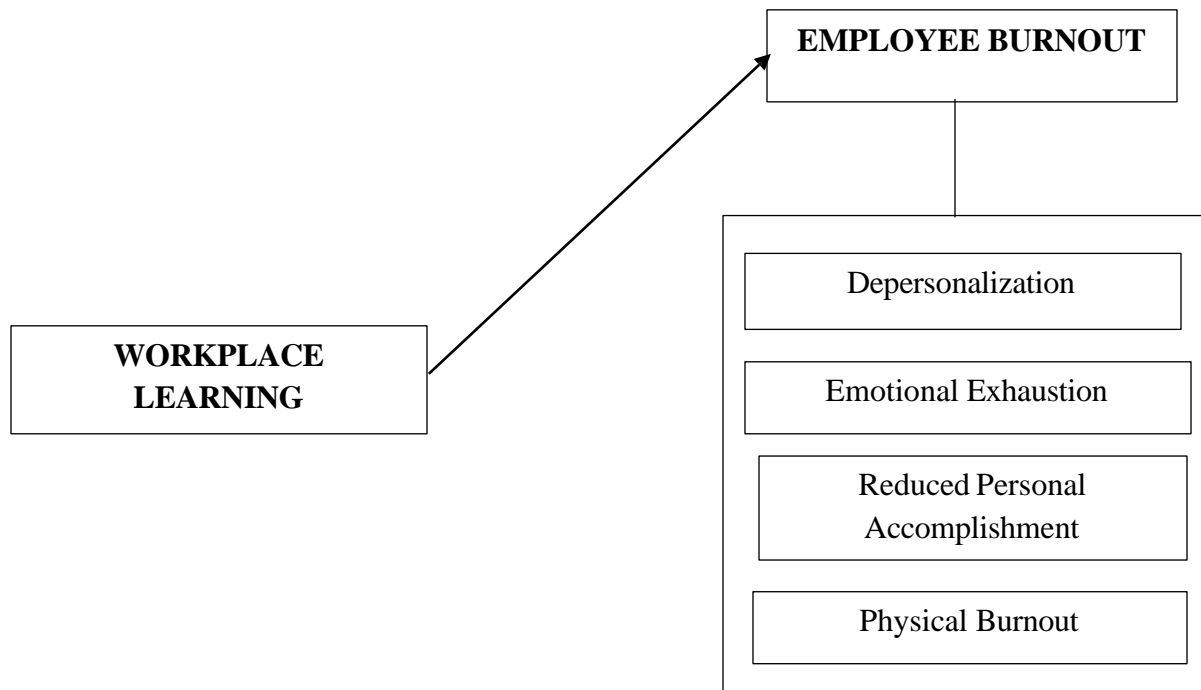 EMPLOYEE BURNOUT
Depersonalization
WORKPLACE
LEARNING
Emotional Exhaustion
Reduced Personal
Accomplishment
Physical Burnout